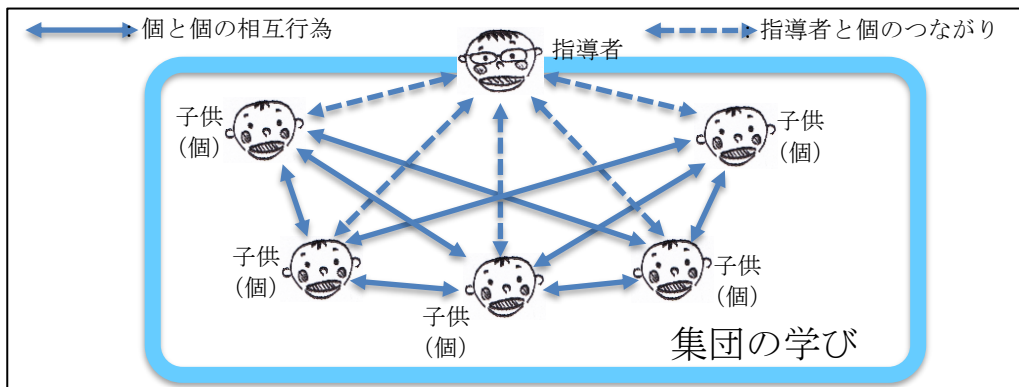 ：個と個の相互行為
：指導者と個のつながり
指導者
子供
（個）
子供
（個）
子供
（個）
子供
（個）
子供
（個）
集団の学び